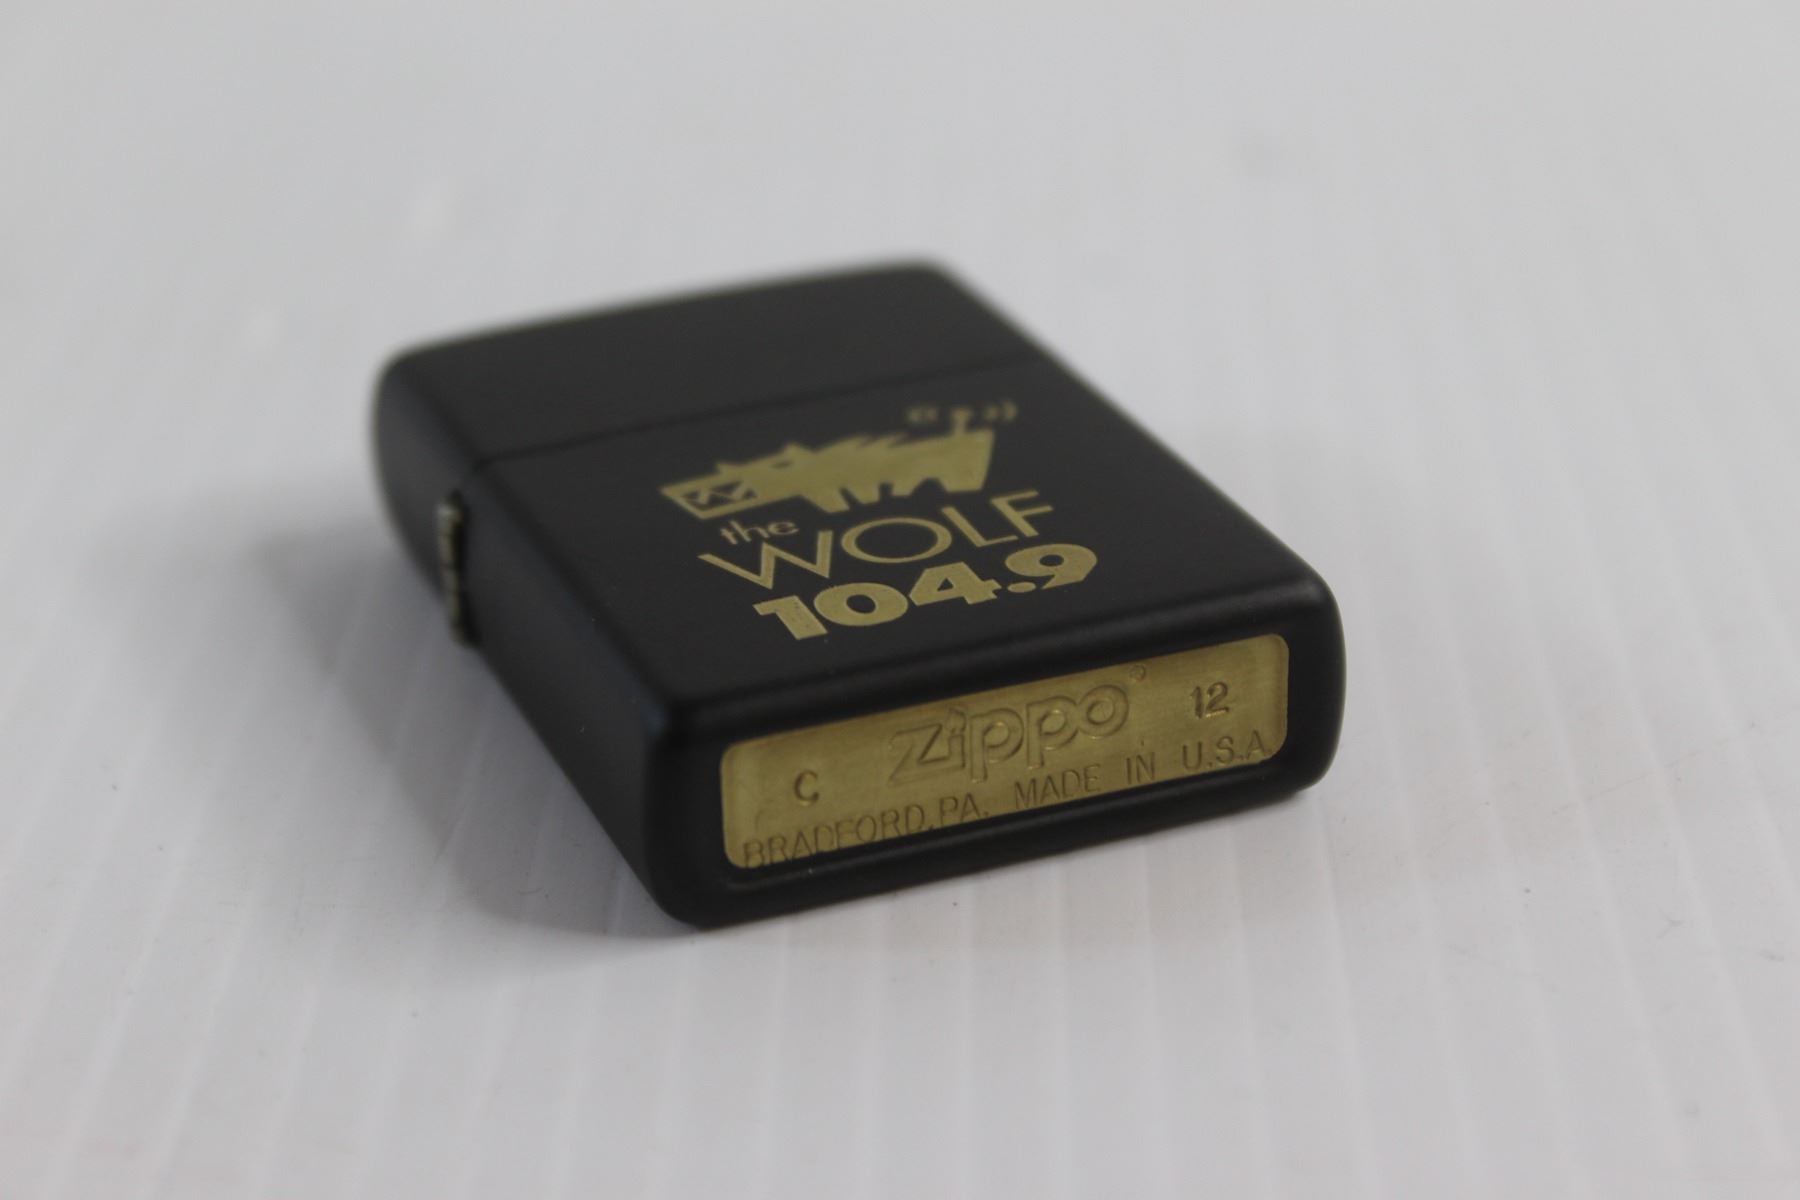 the
WOLF
104.9
C Zippo® 12
BRADFORD, PA. MADE IN U.S.A